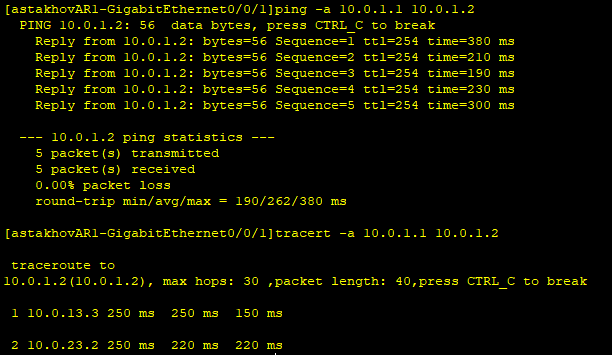 [astakhovAR1-GigabitEthernet0/0/1]ping -a 10.0.1.1 10.0.1.2
PING 10.0.1.2: 56  data bytes, press CTRL_C to break
Reply from 10.0.1.2: bytes=56 Sequence=1 ttl=254 time=380 ms
Reply from 10.0.1.2: bytes=56 Sequence=2 ttl=254 time=210 ms
Reply from 10.0.1.2: bytes=56 Sequence=3 ttl=254 time=190 ms
Reply from 10.0.1.2: bytes=56 Sequence=4 ttl=254 time=230 ms
Reply from 10.0.1.2: bytes=56 Sequence=5 ttl=254 time=300 ms
--- 10.0.1.2 ping statistics ---
5 packet(s) transmitted
5 packet(s) received
0.00% packet loss
round-trip min/avg/max = 190/262/380 ms
[astakhovAR1-GigabitEthernet0/0/1]tracert -a 10.0.1.1 10.0.1.2
traceroute to
10.0.1.2(10.0.1.2), max hops: 30 ,packet length: 40,press CTRL_C to break
1 10.0.13.3 250 ms  250 ms  150 ms
2 10.0.23.2 250 ms  220 ms  220 ms